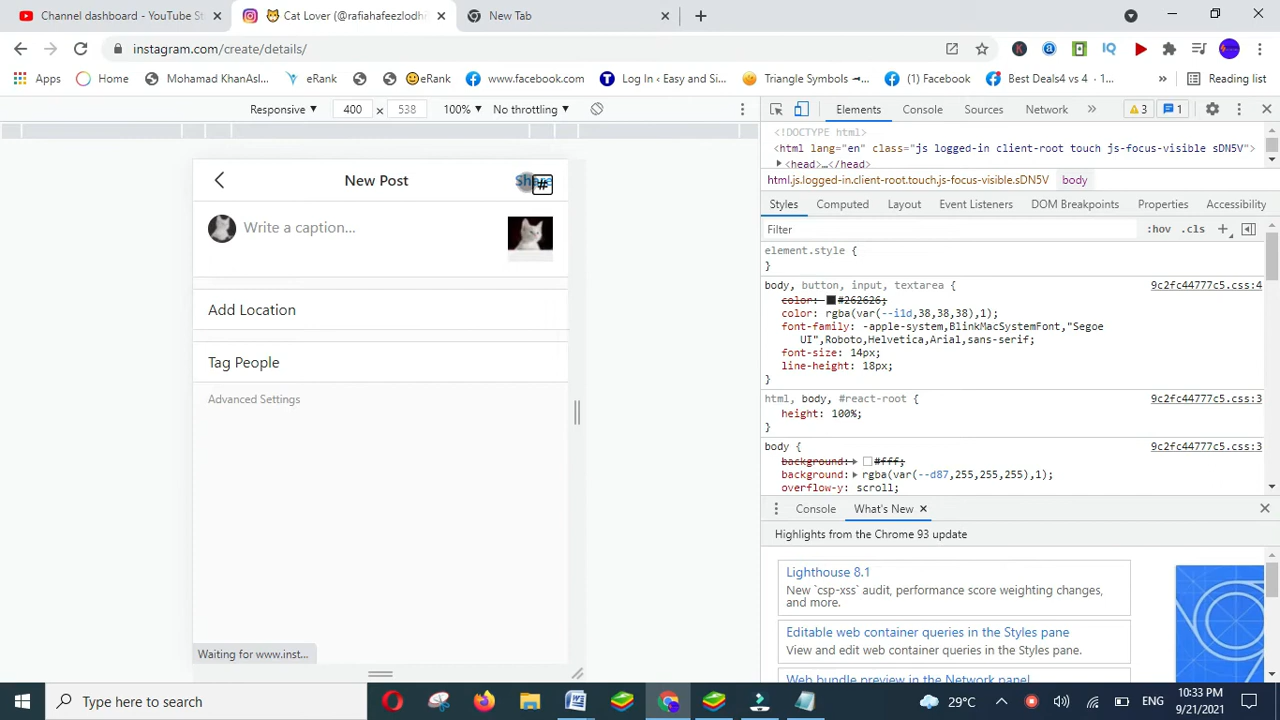 Channel dashboard - YouTube St
Cat Lover (@rafiahafeezlodhi
New Tab
instagram.com/create/details/
Apps
Home
Mohamad KhanAsl...
eRank
eRank
www.facebook.com
Log In ‹ Easy and Si...
Triangle Symbols →...
(1) Facebook
Best Deals4 vs 4 · 1...
»
Reading list
Responsive
400 × 538
100%
No throttling
Elements
Console
Sources
Network
»
3
1
<!DOCTYPE html>
<html lang="en" class="js logged-in client-root touch js-focus-visible sDN5V">
<head>…</head>
html.js.logged-in.client-root.touch.js-focus-visible.sDN5V
body
Styles
Computed
Layout
Event Listeners
DOM Breakpoints
Properties
Accessibility
Filter
:hov
.cls
element.style {
}
body, button, input, textarea {
9c2fc44777c5.css:4
color: #262626;
color: rgba(var(--i1d,38,38,38),1);
font-family: -apple-system,BlinkMacSystemFont,"Segoe
UI",Roboto,Helvetica,Arial,sans-serif;
font-size: 14px;
line-height: 18px;
}
html, body, #react-root {
9c2fc44777c5.css:3
height: 100%;
}
body {
9c2fc44777c5.css:3
background: #fff;
background: rgba(var(--d87,255,255,255),1);
overflow-y: scroll;
Console
What's New
Highlights from the Chrome 93 update
Lighthouse 8.1
New `csp-xss` audit, performance score weighting changes,
and more.
Editable web container queries in the Styles pane
View and edit web container queries in the Styles pane.
Web bundle preview in the Network panel
New Post
Share
#
Write a caption...
Add Location
Tag People
Advanced Settings
Waiting for www.inst...
Type here to search
29°C
ENG
10:33 PM
9/21/2021